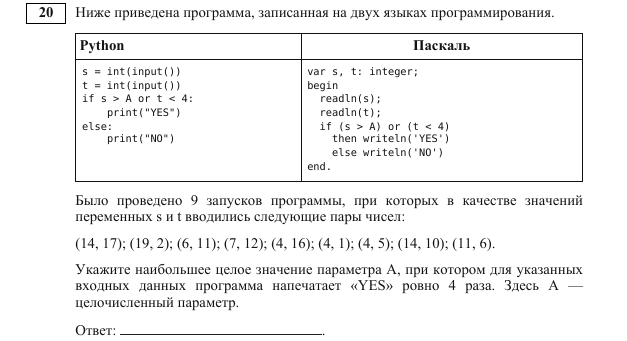 20 Ниже приведена программа, записанная на двух языках программирования.
Python Паскаль
s = int(input())
t = int(input())
if s > A or t < 4:
    print("YES")
else:
    print("NO")
var s, t: integer;
begin
  readln(s);
  readln(t);
  if (s > A) or (t < 4)
    then writeln('YES')
    else writeln('NO')
end.
Было проведено 9 запусков программы, при которых в качестве значений
переменных s и t вводились следующие пары чисел:
(14, 17); (19, 2); (6, 11); (7, 12); (4, 16); (4, 1); (4, 5); (14, 10); (11, 6).
Укажите наибольшее целое значение параметра А, при котором для указанных
входных данных программа напечатает «YES» ровно 4 раза. Здесь А —
целочисленный параметр.
Ответ: .